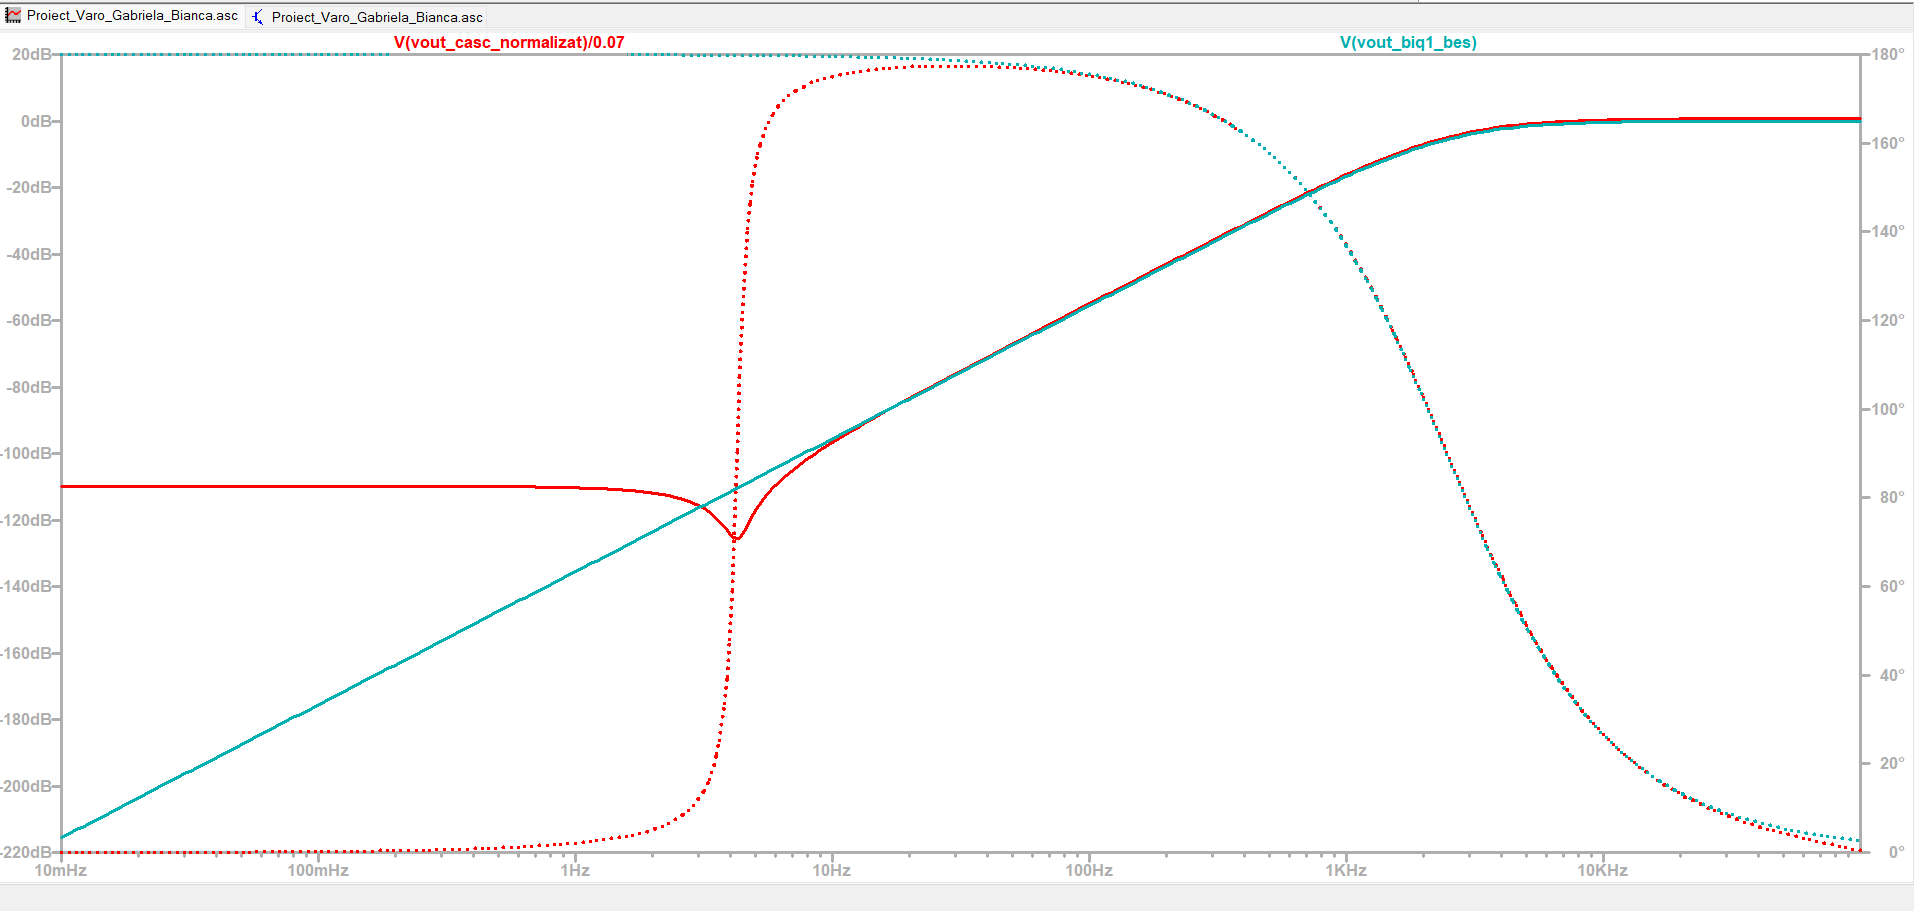 Proiect_Varo_Gabriela_Bianca.asc Proiect_Varo_Gabriela_Bianca.asc
V(vout_casc_normalizat)/0.07 V(vout_biq1_bes)
20dB 180°
0dB
160°
-20dB
140°
-40dB
-60dB 120°
-80dB
100°
-100dB
80°
-120dB
-140dB 60°
-160dB
40°
-180dB
20°
-200dB
-220dB 0°
10mHz 100mHz 1Hz 10Hz 100Hz 1KHz 10KHz